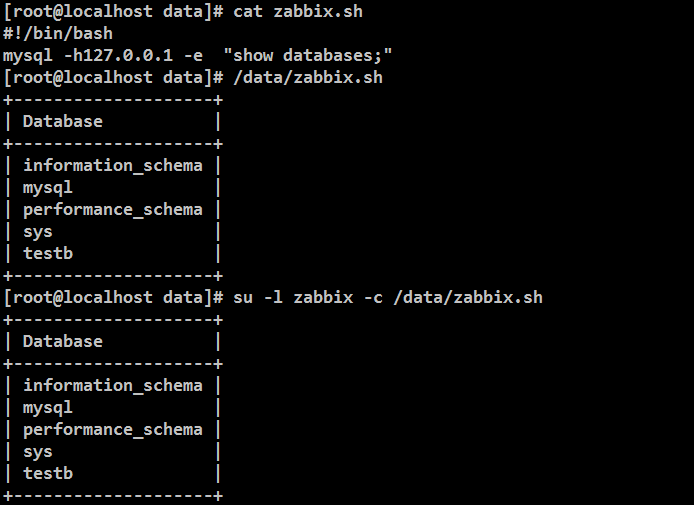 [root@localhost data]# cat zabbix.sh
#!/bin/bash
mysql -h127.0.0.1 -e  "show databases;"
[root@localhost data]# /data/zabbix.sh
+--------------------+
| Database           |
+--------------------+
| information_schema |
| mysql              |
| performance_schema |
| sys                |
| testb              |
+--------------------+
[root@localhost data]# su -l zabbix -c /data/zabbix.sh
+--------------------+
| Database           |
+--------------------+
| information_schema |
| mysql              |
| performance_schema |
| sys                |
| testb              |
+--------------------+